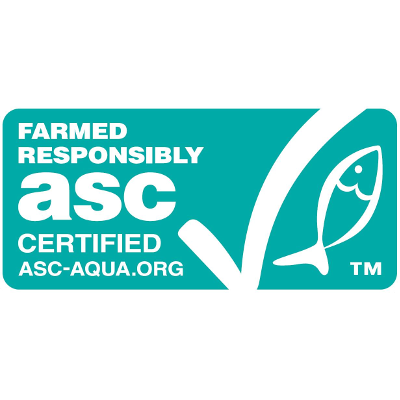 FARMED
RESPONSIBLY
asc
CERTIFIED
ASC-AQUA.ORG
TM